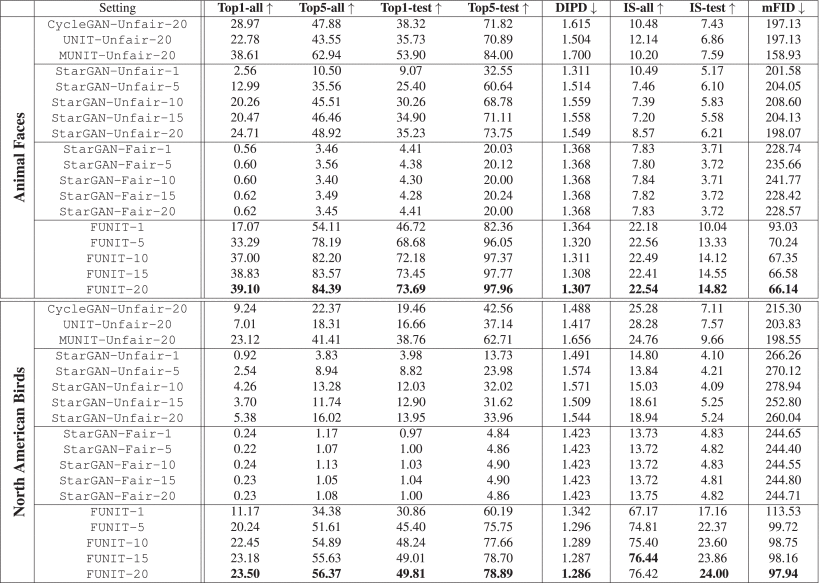 Setting Top1-all ↑ Top5-all ↑ Top1-test ↑ Top5-test ↑ DIPD ↓ IS-all ↑ IS-test ↑ mFID ↓
Animal Faces
CycleGAN-Unfair-20 28.97 47.88 38.32 71.82 1.615 10.48 7.43 197.13
UNIT-Unfair-20 22.78 43.55 35.73 70.89 1.504 12.14 6.86 197.13
MUNIT-Unfair-20 38.61 62.94 53.90 84.00 1.700 10.20 7.59 158.93
StarGAN-Unfair-1 2.56 10.50 9.07 32.55 1.311 10.49 5.17 201.58
StarGAN-Unfair-5 12.99 35.56 25.40 60.64 1.514 7.46 6.10 204.05
StarGAN-Unfair-10 20.26 45.51 30.26 68.78 1.559 7.39 5.83 208.60
StarGAN-Unfair-15 20.47 46.46 34.90 71.11 1.558 7.20 5.58 204.13
StarGAN-Unfair-20 24.71 48.92 35.23 73.75 1.549 8.57 6.21 198.07
StarGAN-Fair-1 0.56 3.46 4.41 20.03 1.368 7.83 3.71 228.74
StarGAN-Fair-5 0.60 3.56 4.38 20.12 1.368 7.80 3.72 235.66
StarGAN-Fair-10 0.60 3.40 4.30 20.00 1.368 7.84 3.71 241.77
StarGAN-Fair-15 0.62 3.49 4.28 20.24 1.368 7.82 3.72 228.42
StarGAN-Fair-20 0.62 3.45 4.41 20.00 1.368 7.83 3.72 228.57
FUNIT-1 17.07 54.11 46.72 82.36 1.364 22.18 10.04 93.03
FUNIT-5 33.29 78.19 68.68 96.05 1.320 22.56 13.33 70.24
FUNIT-10 37.00 82.20 72.18 97.37 1.311 22.49 14.12 67.35
FUNIT-15 38.83 83.57 73.45 97.77 1.308 22.41 14.55 66.58
FUNIT-20 39.10 84.39 73.69 97.96 1.307 22.54 14.82 66.14
North American Birds
CycleGAN-Unfair-20 9.24 22.37 19.46 42.56 1.488 25.28 7.11 215.30
UNIT-Unfair-20 7.01 18.31 16.66 37.14 1.417 28.28 7.57 203.83
MUNIT-Unfair-20 23.12 41.41 38.76 62.71 1.656 24.76 9.66 198.55
StarGAN-Unfair-1 0.92 3.83 3.98 13.73 1.491 14.80 4.10 266.26
StarGAN-Unfair-5 2.54 8.94 8.82 23.98 1.574 13.84 4.21 270.12
StarGAN-Unfair-10 4.26 13.28 12.03 32.02 1.571 15.03 4.09 278.94
StarGAN-Unfair-15 3.70 11.74 12.90 31.62 1.509 18.61 5.25 252.80
StarGAN-Unfair-20 5.38 16.02 13.95 33.96 1.544 18.94 5.24 260.04
StarGAN-Fair-1 0.24 1.17 0.97 4.84 1.423 13.73 4.83 244.65
StarGAN-Fair-5 0.22 1.07 1.00 4.86 1.423 13.72 4.82 244.40
StarGAN-Fair-10 0.24 1.13 1.03 4.90 1.423 13.72 4.83 244.55
StarGAN-Fair-15 0.23 1.05 1.04 4.90 1.423 13.72 4.81 244.80
StarGAN-Fair-20 0.23 1.08 1.00 4.86 1.423 13.75 4.82 244.71
FUNIT-1 11.17 34.38 30.86 60.19 1.342 67.17 17.16 113.53
FUNIT-5 20.24 51.61 45.40 75.75 1.296 74.81 22.37 99.72
FUNIT-10 22.45 54.89 48.24 77.66 1.289 75.40 23.60 98.75
FUNIT-15 23.18 55.63 49.01 78.70 1.287 76.44 23.86 98.16
FUNIT-20 23.50 56.37 49.81 78.89 1.286 76.42 24.00 97.94